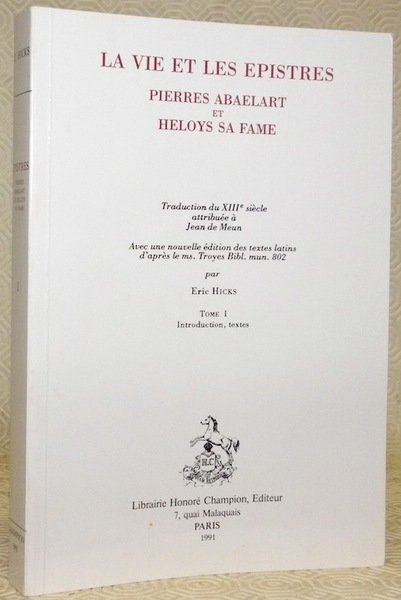 LA VIE ET LES EPISTRES
PIERRES ABAELART
ET
HELOYS SA FAME
Traduction du XIIIe siècle
attribuée à
Jean de Meun
Avec une nouvelle édition des textes latins
d'après le ms. Troyes Bibl. mun. 802
par
Eric HICKS
TOME I
Introduction, textes
H.C
Librairie Honoré Champion, Editeur
7, quai Malaquais
PARIS
1991
HICKS
EPISTRES
I